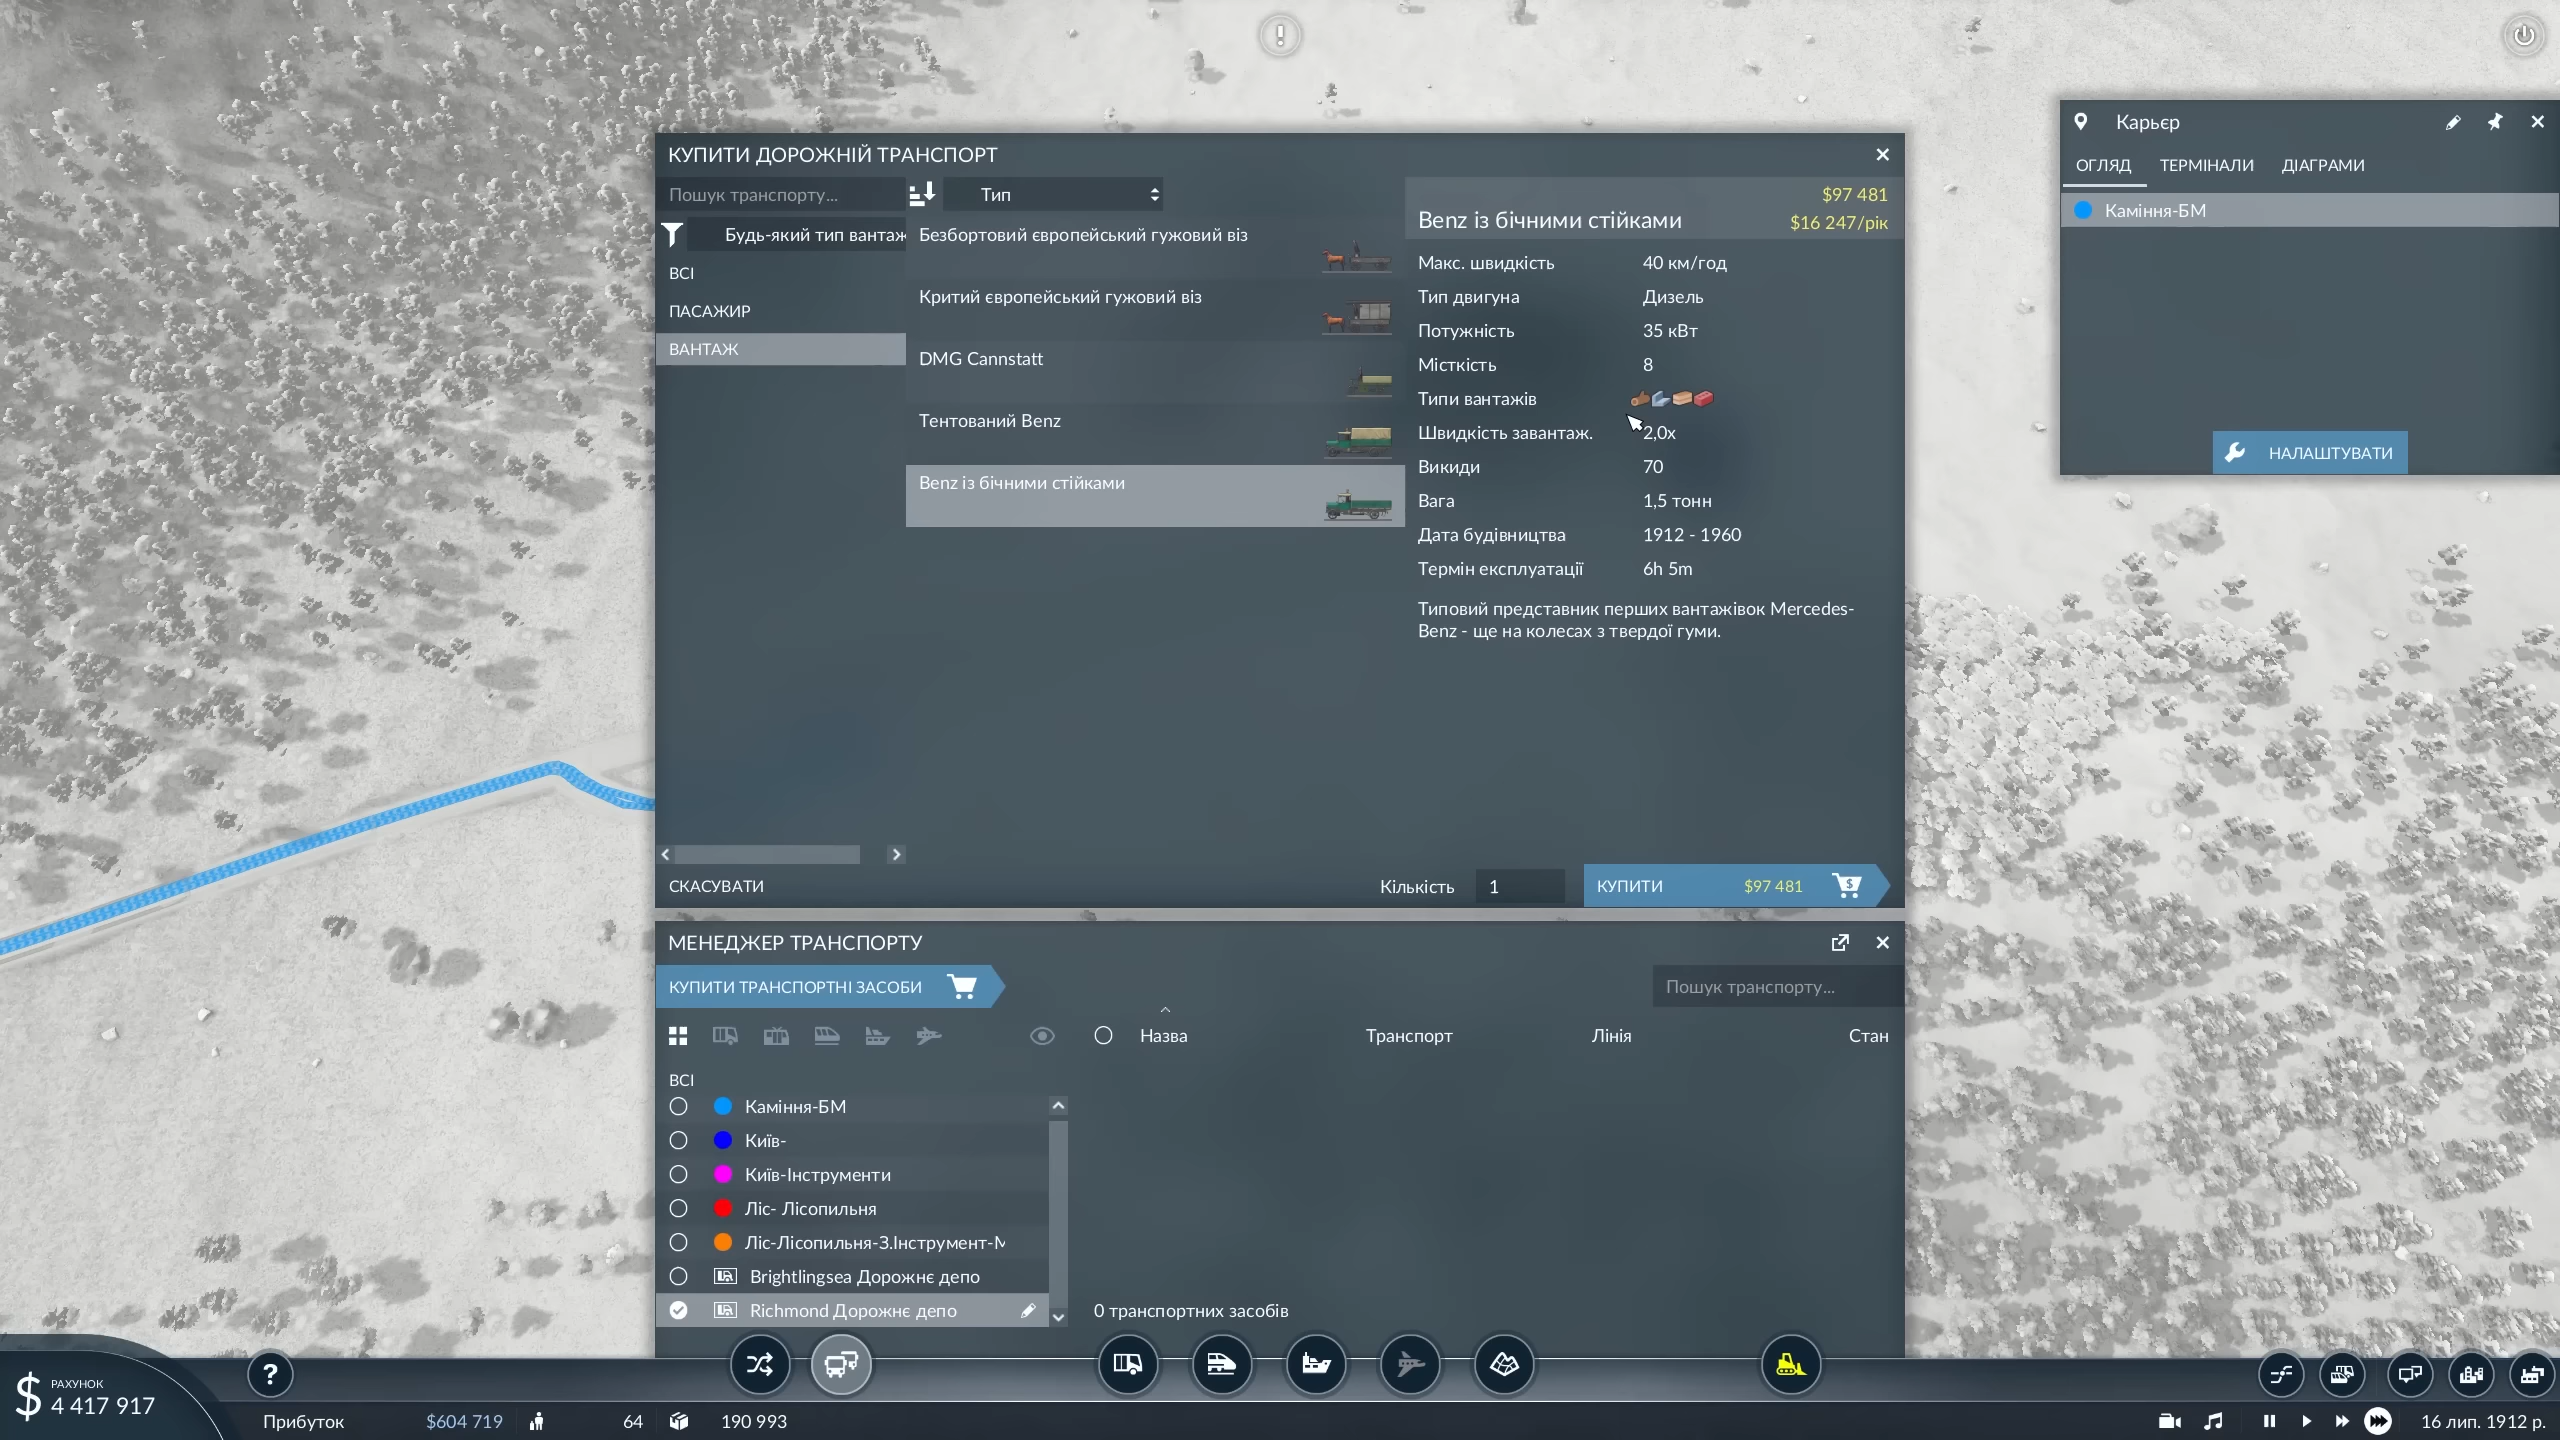 КУПИТИ ДОРОЖНІЙ ТРАНСПОРТ
Пошук транспорту...
Тип
Будь-який тип вантаж
ВСІ
ПАСАЖИР
ВАНТАЖ
Безбортовий європейський гужовий віз
Критий європейський гужовий віз
DMG Cannstatt
Тентований Benz
Benz із бічними стійками
$97 481
Benz із бічними стійками
$16 247/рік
Макс. швидкість 40 км/год
Тип двигуна Дизель
Потужність 35 кВт
Місткість 8
Типи вантажів
Швидкість завантаж. 2,0x
Викиди 70
Вага 1,5 тонн
Дата будівництва 1912 - 1960
Термін експлуатації 6h 5m
Типовий представник перших вантажівок Mercedes-
Benz - ще на колесах з твердої гуми.
СКАСУВАТИ
Кількість 1
КУПИТИ $97 481
Карьєр
ОГЛЯД ТЕРМІНАЛИ ДІАГРАМИ
Каміння-БМ
НАЛАШТУВАТИ
МЕНЕДЖЕР ТРАНСПОРТУ
КУПИТИ ТРАНСПОРТНІ ЗАСОБИ
Пошук транспорту...
Назва Транспорт Лінія Стан
ВСІ
Каміння-БМ
Київ-
Київ-Інструменти
Ліс- Лісопильня
Ліс-Лісопильня-З.Інструмент-М
Brightlingsea Дорожнє депо
Richmond Дорожнє депо
0 транспортних засобів
?
$ РАХУНОК
4 417 917
Прибуток $604 719 64 190 993
16 лип. 1912 р.